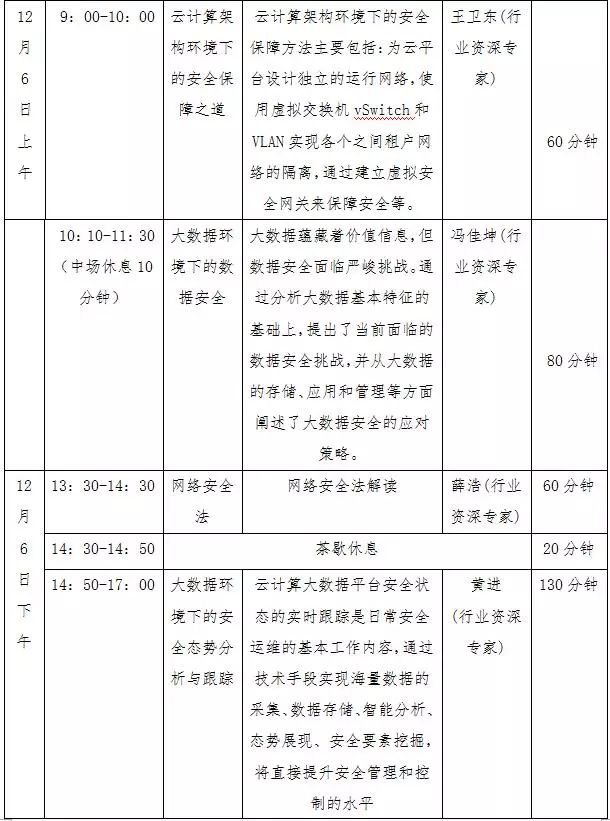 12
月
6
日
上
午
9：00-10：00
云计算架
构环境下
的安全保
障之道
云计算架构环境下的安全
保障方法主要包括：为云平
台设计独立的运行网络，使
用虚拟交换机 vSwitch 和
VLAN 实现各个之间租户网
络的隔离，通过建立虚拟安
全网关来保障安全等。
王卫东(行
业资深专
家)
60 分钟
10：10-11：30
（中场休息 10
分钟）
大数据环
境下的数
据安全
大数据蕴藏着价值信息，但
数据安全面临严峻挑战。通
过分析大数据基本特征的
基础上，提出了当前面临的
数据安全挑战，并从大数据
的存储、应用和管理等方面
阐述了大数据安全的应对
策略。
冯佳坤(行
业资深专
家)
80 分钟
12
月
6
日
下
午
13：30-14：30
网络安全
法
网络安全法解读
薛浩(行业
资深专家)
60 分钟
14：30-14：50
茶歇休息
20 分钟
14：50-17：00
大数据环
境下的安
全态势分
析与跟踪
云计算大数据平台安全状
态的实时跟踪是日常安全
运维的基本工作内容，通过
技术手段实现海量数据的
采集、数据存储、智能分析、
态势展现、安全要素挖掘，
将直接提升安全管理和控
制的水平
黄进
(行业资深
专家)
130 分钟